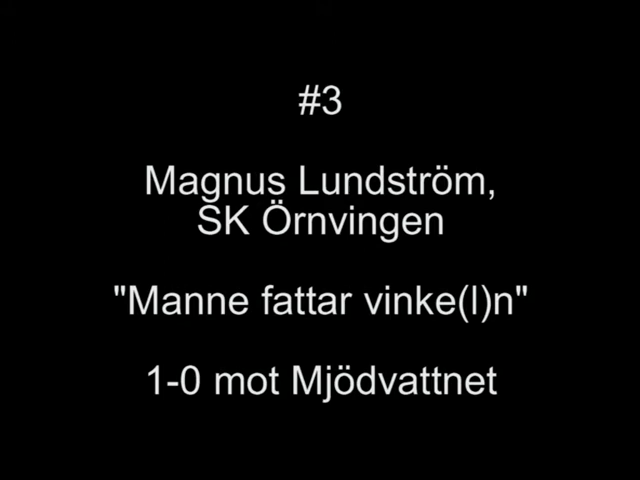 #3
Magnus Lundström,
SK Örnvingen
"Manne fattar vinke(l)n"
1-0 mot Mjödvattnet